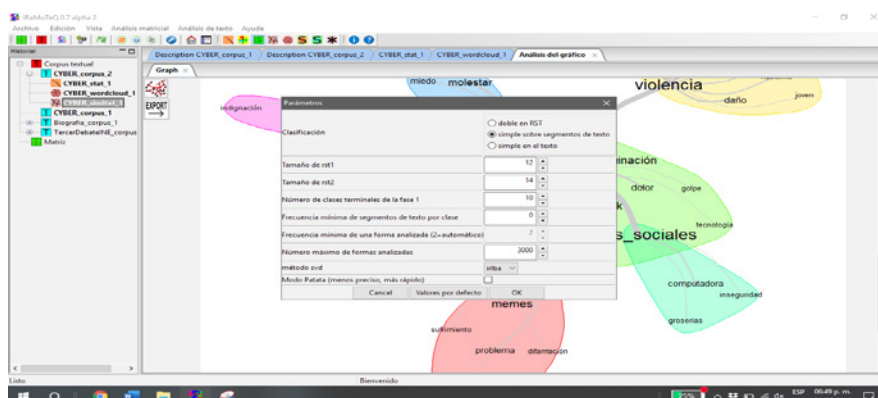 IRaMuTeQ 0.7 alpha 2
Archivo Edición Vista Análisis matricial Análisis de texto Ayuda
Historial
Description CYBER_corpus_1
Description CYBER_corpus_2
CYBER_stat_1
CYBER_wordcloud_1
Análisis del gráfico
Corpus textual
CYBER_corpus_2
CYBER_stat_1
CYBER_wordcloud_1
CYBER_simitxt_1
CYBER_corpus_1
Biografia_corpus_1
TercerDebateINE_corpus
Matriz
Graph
EXPORT
miedo molestar
violencia
daño
joven
indignación
Parámetros
Clasificación
doble en RST
simple sobre segmentos de texto
simple en el texto
Tamaño de rst1 12
Tamaño de rst2 14
Número de clases terminales de la fase 1 10
Frecuencia mínima de segmentos de texto por clase 0
Frecuencia mínima de una forma analizada (2=automático) 2
Número máximo de formas analizadas 3000
método svd irlba
Modo Patata (menos preciso, más rápido)
Cancel Valores por defecto OK
inación
dolor
golpe
k
tecnología
s_sociales
computadora
inseguridad
groserias
memes
sufrimiento
problema difamación
Listo
Bienvenido
25%
ESP
06:49 p. m.